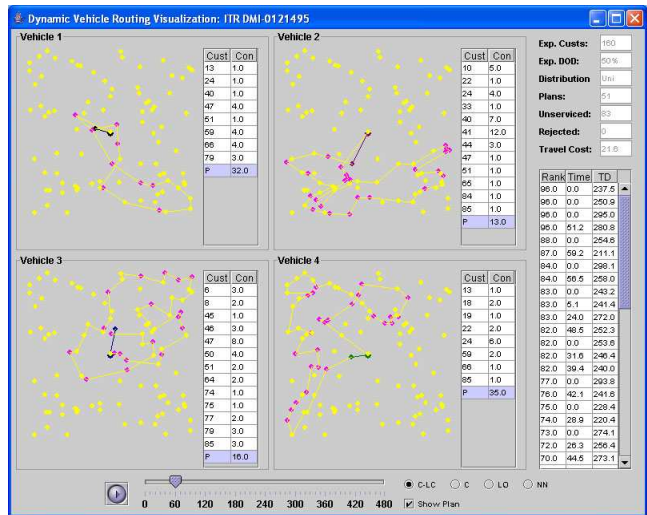 Dynamic Vehicle Routing Visualization: ITR DMI-0121495
Vehicle 1
Cust Con
13 1.0
24 1.0
40 1.0
47 4.0
51 1.0
59 4.0
66 4.0
79 3.0
P 32.0
Vehicle 2
Cust Con
10 5.0
22 1.0
24 4.0
33 1.0
40 7.0
41 12.0
44 3.0
47 1.0
51 1.0
65 1.0
84 1.0
85 1.0
P 13.0
Vehicle 3
Cust Con
6 3.0
8 2.0
45 1.0
46 3.0
47 8.0
50 4.0
51 2.0
64 2.0
74 1.0
75 1.0
77 2.0
79 3.0
85 3.0
P 16.0
Vehicle 4
Cust Con
13 1.0
18 2.0
19 1.0
22 2.0
24 6.0
59 2.0
66 1.0
85 1.0
P 35.0
Exp. Custs: 160
Exp. DOD: 50%
Distribution Uni
Plans: 51
Unserviced: 83
Rejected: 0
Travel Cost: 21.6
Rank Time TD
96.0 0.0 237.5
96.0 0.0 250.9
96.0 0.0 295.0
96.0 51.2 280.8
88.0 0.0 254.6
87.0 59.2 211.1
84.0 0.0 298.1
84.0 56.5 258.0
83.0 0.0 243.2
83.0 5.1 241.4
83.0 24.0 272.0
82.0 48.5 252.3
82.0 0.0 253.6
82.0 31.6 246.4
82.0 39.4 240.0
77.0 0.0 293.8
76.0 42.1 241.6
75.0 0.0 228.4
74.0 28.9 220.4
73.0 0.0 274.1
72.0 26.3 256.4
70.0 44.5 273.1
0 60 120 180 240 300 360 420 480
C-LC C LO NN
Show Plan